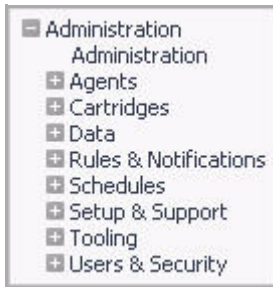 Administration
Administration
Agents
Cartridges
Data
Rules & Notifications
Schedules
Setup & Support
Tooling
Users & Security